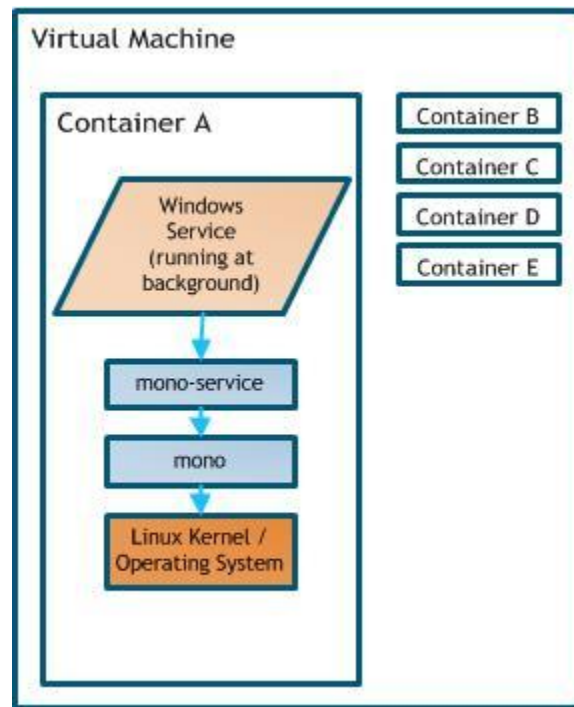 Virtual Machine
Container A
Windows
Service
(running at
background)
mono-service
mono
Linux Kernel /
Operating System
Container B
Container C
Container D
Container E